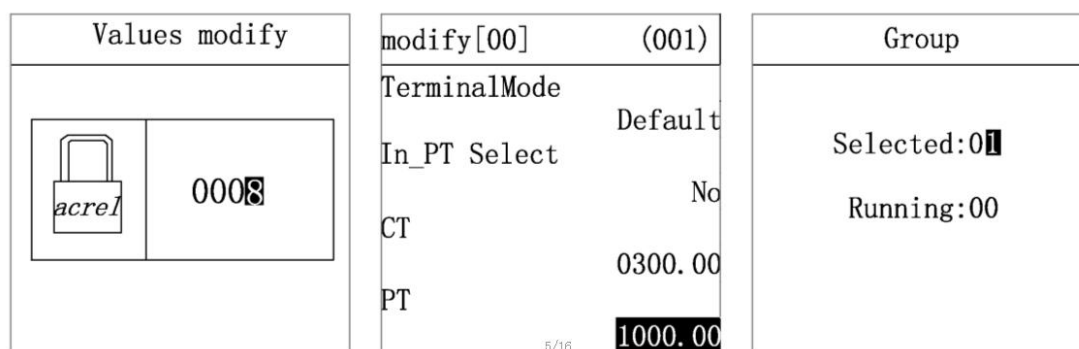 Values modify
acrel
0008
modify[00] (001)
TerminalMode
Default
In_PT Select
No
CT
0300.00
PT
1000.00
5/16
Group
Selected:01
Running:00